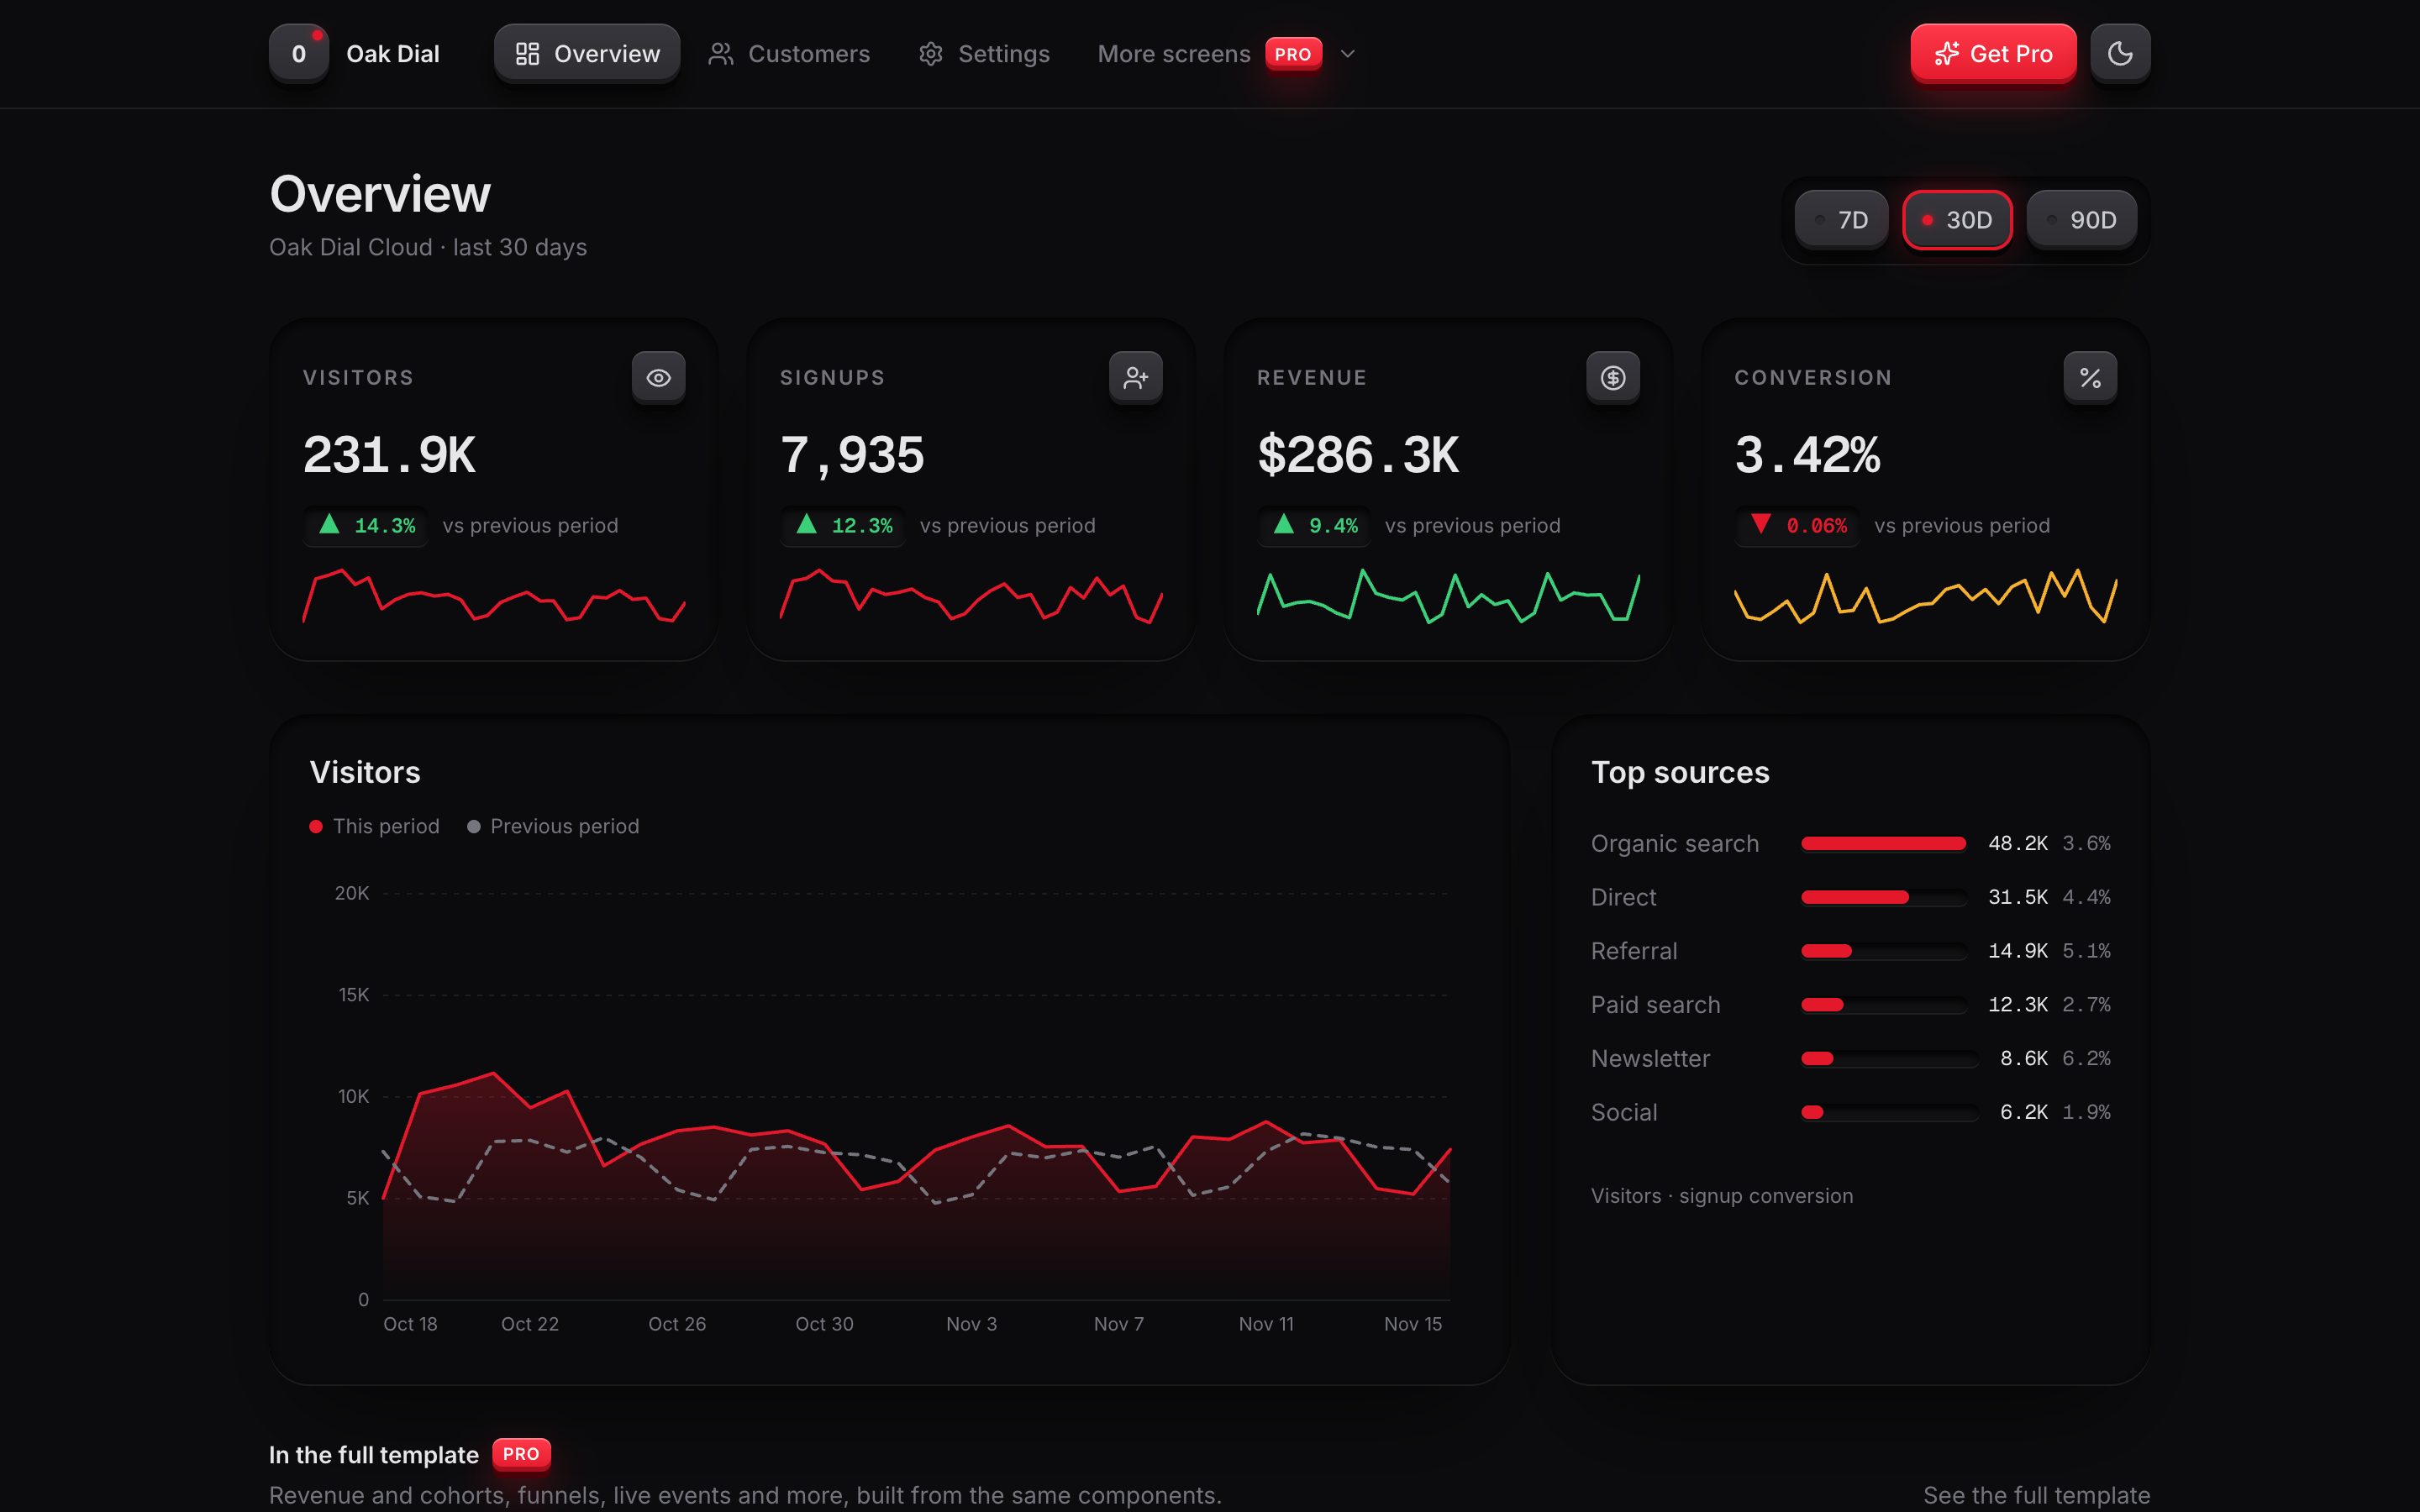 0 Oak Dial Overview Customers Settings More screens PRO Get Pro
Overview
Oak Dial Cloud · last 30 days
7D 30D 90D
VISITORS
231.9K
▲ 14.3% vs previous period
SIGNUPS
7,935
▲ 12.3% vs previous period
REVENUE
$286.3K
▲ 9.4% vs previous period
CONVERSION
3.42%
▼ 0.06% vs previous period
Visitors
This period Previous period
20K
15K
10K
5K
0
Oct 18 Oct 22 Oct 26 Oct 30 Nov 3 Nov 7 Nov 11 Nov 15
Top sources
Organic search 48.2K 3.6%
Direct 31.5K 4.4%
Referral 14.9K 5.1%
Paid search 12.3K 2.7%
Newsletter 8.6K 6.2%
Social 6.2K 1.9%
Visitors · signup conversion
In the full template PRO
Revenue and cohorts, funnels, live events and more, built from the same components.
See the full template